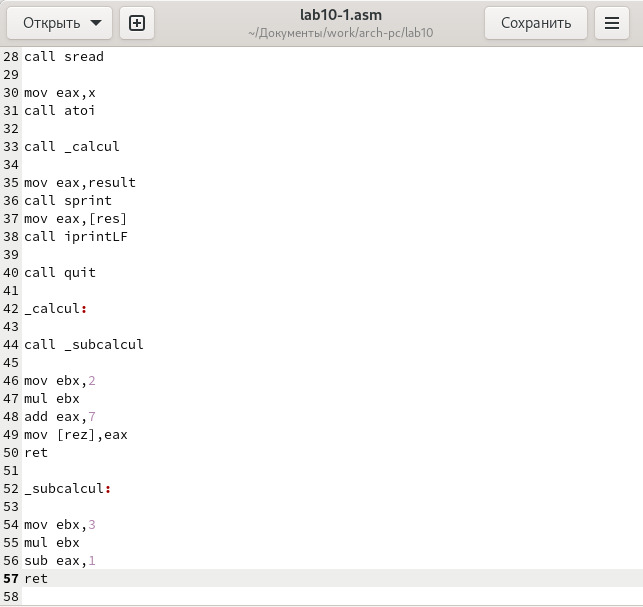 Открыть
lab10-1.asm
~/Документы/work/arch-pc/lab10
Сохранить
28 call sread
29
30 mov eax,x
31 call atoi
32
33 call _calcul
34
35 mov eax,result
36 call sprint
37 mov eax,[res]
38 call iprintLF
39
40 call quit
41
42 _calcul:
43
44 call _subcalcul
45
46 mov ebx,2
47 mul ebx
48 add eax,7
49 mov [rez],eax
50 ret
51
52 _subcalcul:
53
54 mov ebx,3
55 mul ebx
56 sub eax,1
57 ret
58